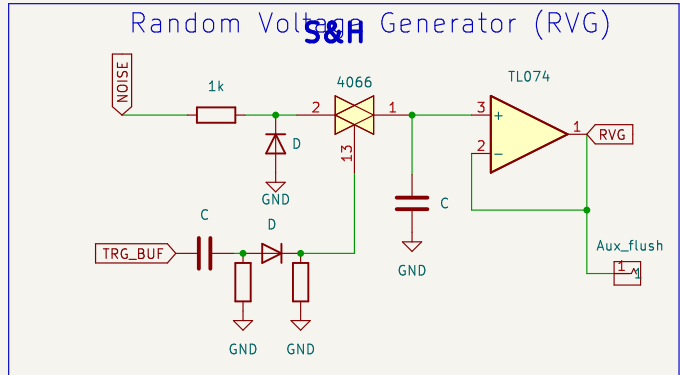 Random Voltage Generator (RVG)
S&H
NOISE
1k
4066
TL074
2
1
3
+
1
RVG
2
−
D
13
GND
C
C
D
TRG_BUF
Aux_flush
1
1
GND
GND
GND